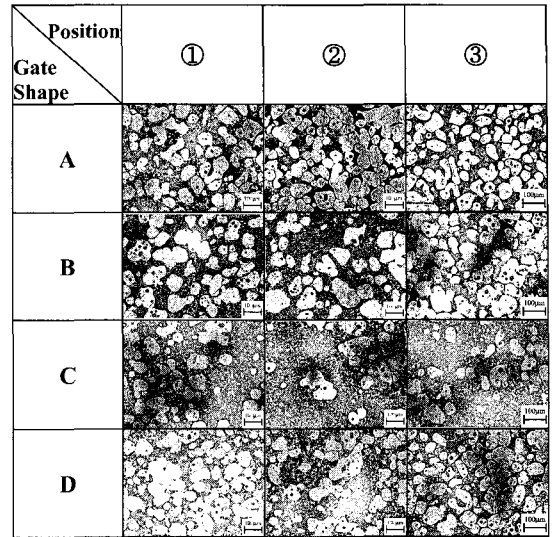 Position
Gate
Shape
① ② ③
A
100μm
B
100μm
C
100μm
D
100μm